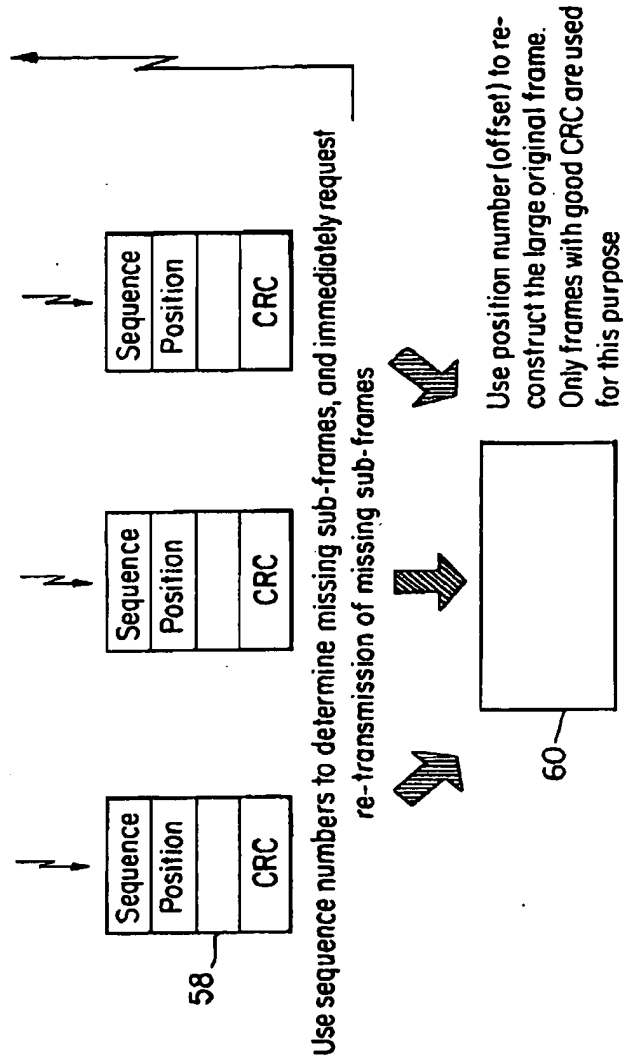 Sequence
Position
CRC
Sequence
Position
CRC
Sequence
Position
CRC
58
Use sequence numbers to determine missing sub-frames, and immediately request
re-transmission of missing sub-frames
60
Use position number (offset) to re-
construct the large original frame.
Only frames with good CRC are used
for this purpose